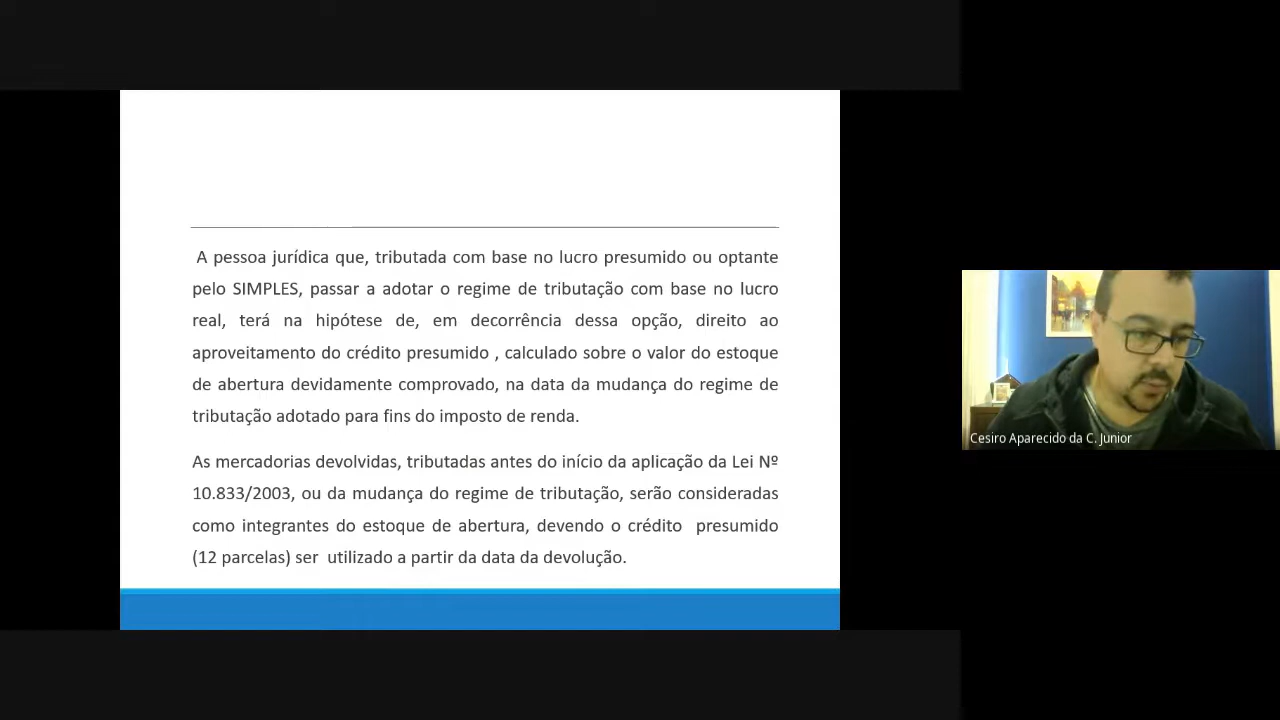 A pessoa jurídica que, tributada com base no lucro presumido ou optante
pelo SIMPLES, passar a adotar o regime de tributação com base no lucro
real, terá na hipótese de, em decorrência dessa opção, direito ao
aproveitamento do crédito presumido , calculado sobre o valor do estoque
de abertura devidamente comprovado, na data da mudança do regime de
tributação adotado para fins do imposto de renda.
As mercadorias devolvidas, tributadas antes do início da aplicação da Lei Nº
10.833/2003, ou da mudança do regime de tributação, serão consideradas
como integrantes do estoque de abertura, devendo o crédito presumido
(12 parcelas) ser utilizado a partir da data da devolução.
Cesiro Aparecido da C. Junior